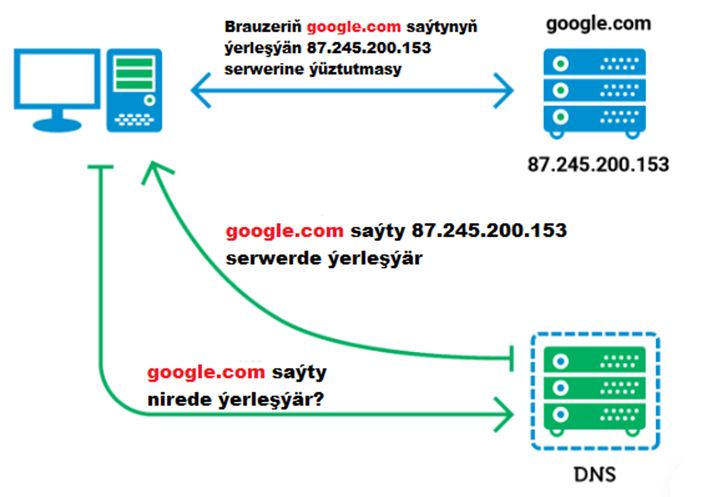 Brauzeriň google.com saýtynyň
ýerleşýän 87.245.200.153
serwerine ýüztutmasy
google.com
87.245.200.153
google.com saýty 87.245.200.153
serwerde ýerleşýär
google.com saýty
nirede ýerleşýär?
DNS